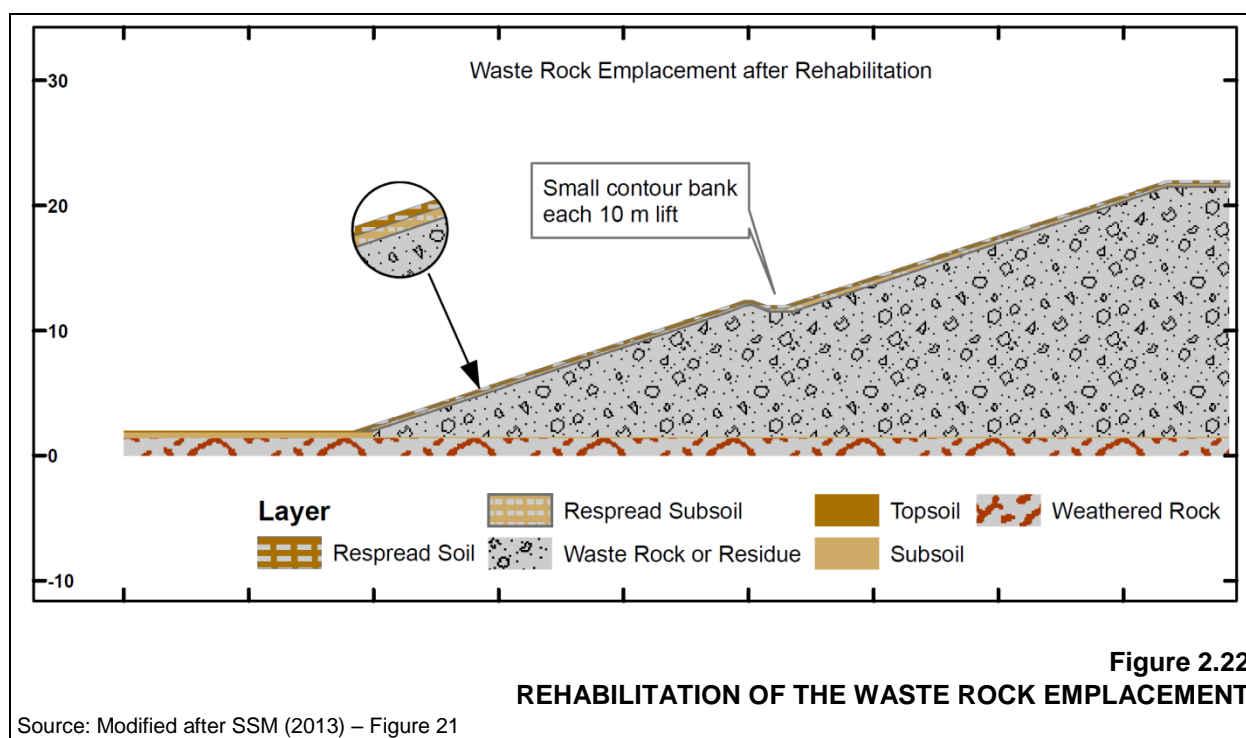 Waste Rock Emplacement after Rehabilitation
30
Small contour bank
each 10 m lift
20
10
0
Layer
Respread Subsoil
Topsoil
Weathered Rock
Respread Soil
Waste Rock or Residue
Subsoil
-10
Figure 2.22
REHABILITATION OF THE WASTE ROCK EMPLACEMENT
Source: Modified after SSM (2013) – Figure 21